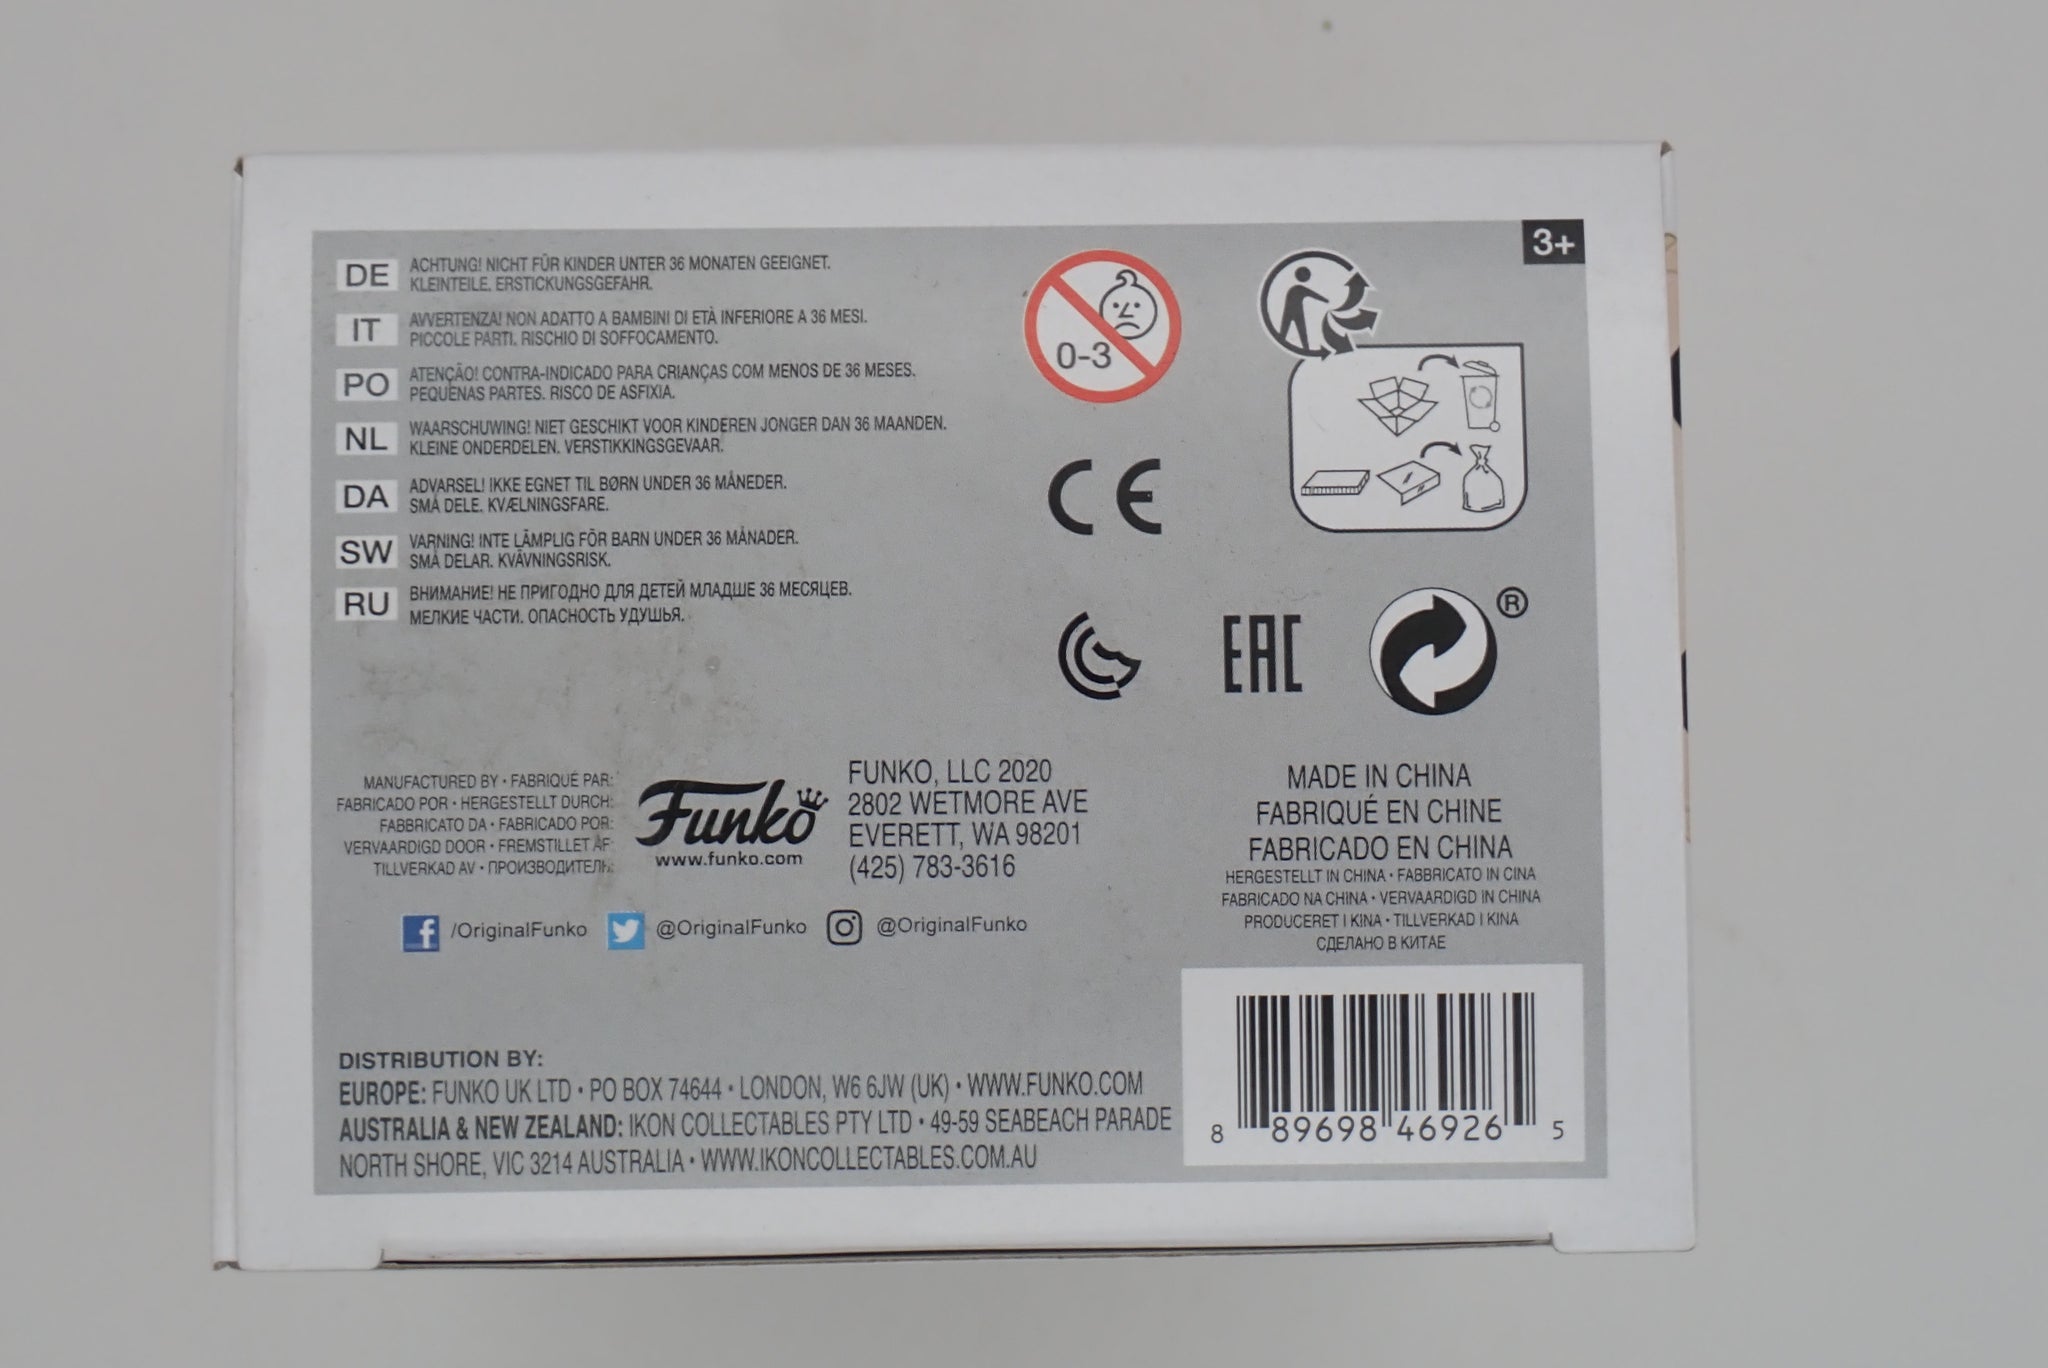 3+
DE
ACHTUNG! NICHT FÜR KINDER UNTER 36 MONATEN GEEIGNET.
KLEINTEILE. ERSTICKUNGSGEFAHR.
IT
AVVERTENZA! NON ADATTO A BAMBINI DI ETÀ INFERIORE A 36 MESI.
PICCOLE PARTI. RISCHIO DI SOFFOCAMENTO.
PO
ATENÇÃO! CONTRA-INDICADO PARA CRIANÇAS COM MENOS DE 36 MESES.
PEQUENAS PARTES. RISCO DE ASFIXIA.
NL
WAARSCHUWING! NIET GESCHIKT VOOR KINDEREN JONGER DAN 36 MAANDEN.
KLEINE ONDERDELEN. VERSTIKKINGSGEVAAR.
DA
ADVARSEL! IKKE EGNET TIL BØRN UNDER 36 MÅNEDER.
SMÅ DELE. KVÆLNINGSFARE.
SW
VARNING! INTE LÄMPLIG FÖR BARN UNDER 36 MÅNADER.
SMÅ DELAR. KVÄVNINGSRISK.
RU
ВНИМАНИЕ! НЕ ПРИГОДНО ДЛЯ ДЕТЕЙ МЛАДШЕ 36 МЕСЯЦЕВ.
МЕЛКИЕ ЧАСТИ. ОПАСНОСТЬ УДУШЬЯ.
0-3
CE
EAC
®
MANUFACTURED BY • FABRIQUÉ PAR:
FABRICADO POR • HERGESTELLT DURCH:
FABBRICATO DA • FABRICADO POR:
VERVAARDIGD DOOR • FREMSTILLET AF:
TILLVERKAD AV • ПРОИЗВОДИТЕЛЬ:
Funko
www.funko.com
FUNKO, LLC 2020
2802 WETMORE AVE
EVERETT, WA 98201
(425) 783-3616
MADE IN CHINA
FABRIQUÉ EN CHINE
FABRICADO EN CHINA
HERGESTELLT IN CHINA • FABBRICATO IN CINA
FABRICADO NA CHINA • VERVAARDIGD IN CHINA
PRODUCERET I KINA • TILLVERKAD I KINA
СДЕЛАНО В КИТАЕ
/OriginalFunko @OriginalFunko @OriginalFunko
DISTRIBUTION BY:
EUROPE: FUNKO UK LTD • PO BOX 74644 • LONDON, W6 6JW (UK) • WWW.FUNKO.COM
AUSTRALIA & NEW ZEALAND: IKON COLLECTABLES PTY LTD • 49-59 SEABEACH PARADE
NORTH SHORE, VIC 3214 AUSTRALIA • WWW.IKONCOLLECTABLES.COM.AU
8 89698 46926 5